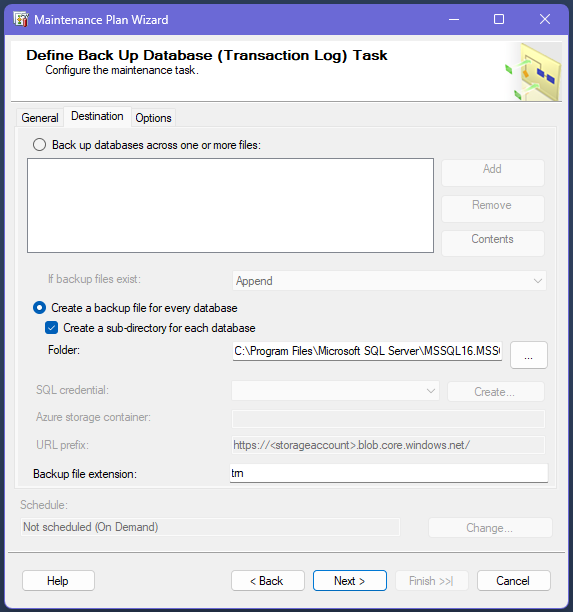 Maintenance Plan Wizard
Define Back Up Database (Transaction Log) Task
Configure the maintenance task.
General Destination Options
Back up databases across one or more files:
Add
Remove
Contents
If backup files exist: Append
Create a backup file for every database
Create a sub-directory for each database
Folder: C:\Program Files\Microsoft SQL Server\MSSQL16.MSS ...
SQL credential: Create...
Azure storage container:
URL prefix: https://<storageaccount>.blob.core.windows.net/
Backup file extension: trn
Schedule:
Not scheduled (On Demand) Change...
Help < Back Next > Finish >>| Cancel